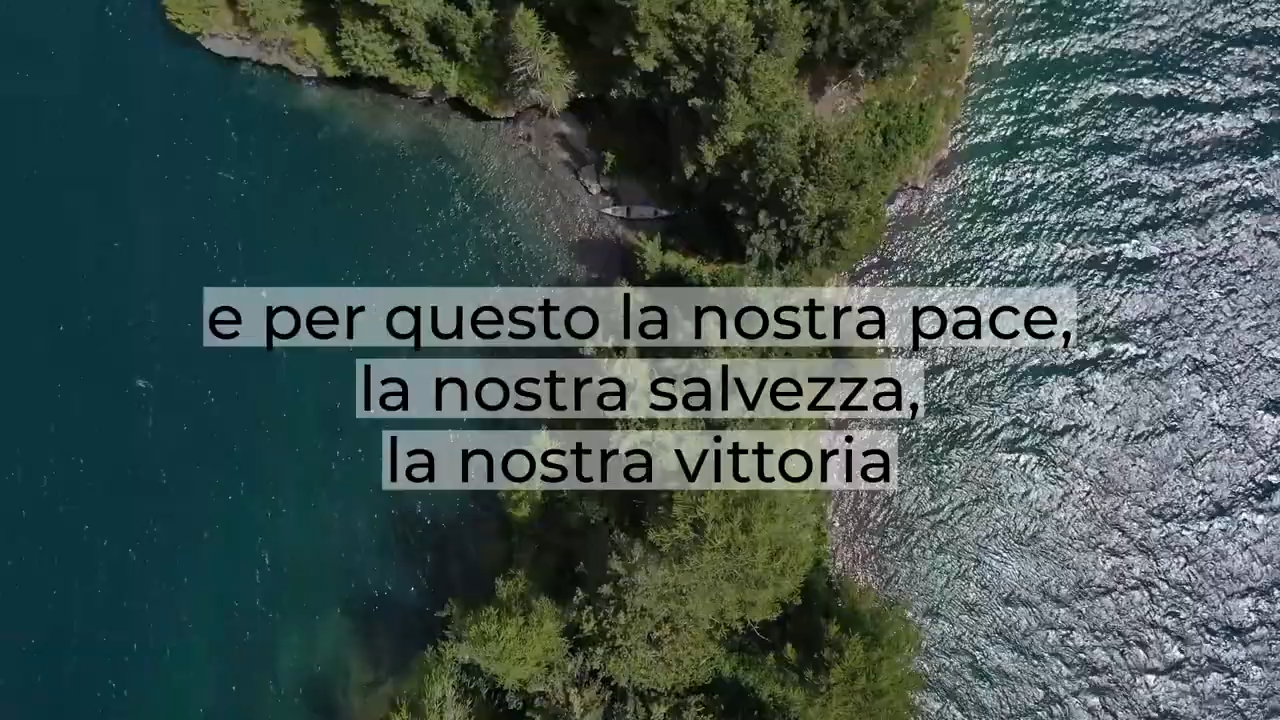 e per questo la nostra pace,
la nostra salvezza,
la nostra vittoria